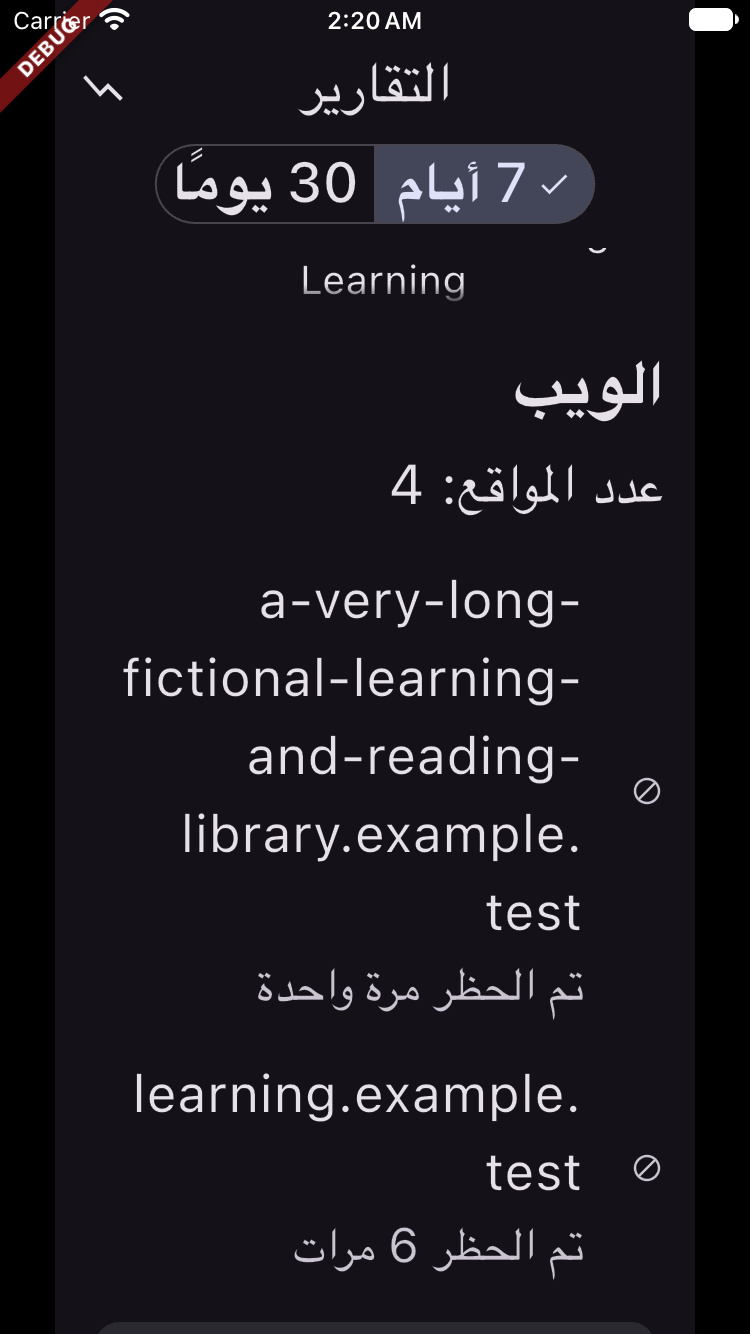 Carrier 2:20 AM
DEBUG
التقارير
7 أيام 30 يومًا
Learning
الويب
عدد المواقع: 4
a-very-long-
fictional-learning-
and-reading-
library.example.
test
تم الحظر مرة واحدة
learning.example.
test
تم الحظر 6 مرات